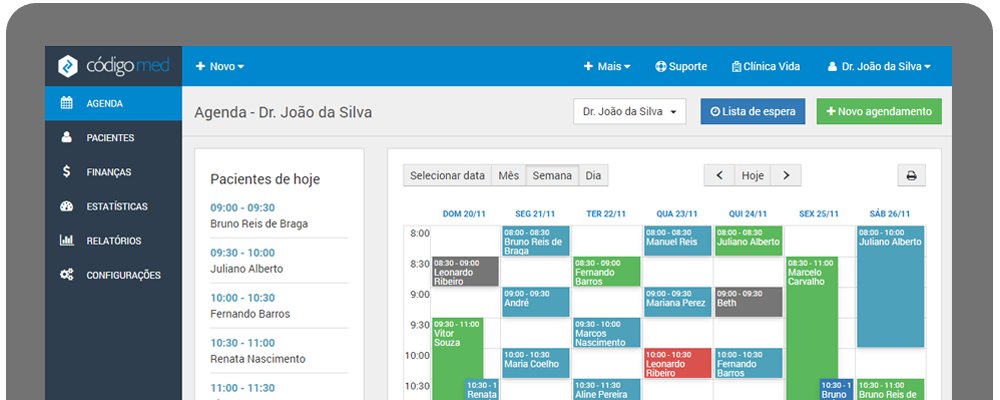 códigomed
Novo
Mais
Suporte
Clínica Vida
Dr. João da Silva
AGENDA
PACIENTES
FINANÇAS
ESTATÍSTICAS
RELATÓRIOS
CONFIGURAÇÕES
Agenda - Dr. João da Silva
Dr. João da Silva
Lista de espera
Novo agendamento
Pacientes de hoje
09:00 - 09:30
Bruno Reis de Braga
09:30 - 10:00
Juliano Alberto
10:00 - 10:30
Fernando Barros
10:30 - 11:00
Renata Nascimento
11:00 - 11:30
Selecionar data
Mês
Semana
Dia
Hoje
DOM 20/11
SEG 21/11
TER 22/11
QUA 23/11
QUI 24/11
SEX 25/11
SÁB 26/11
8:00
8:30
9:00
9:30
10:00
10:30
08:30 - 09:00
Leonardo
Ribeiro
09:30 - 11:00
Vitor
Souza
10:30 - 1
Renata
08:00 - 08:30
Bruno Reis de
Braga
09:00 - 09:30
André
10:00 - 10:30
Maria Coelho
08:30 - 09:00
Fernando
Barros
09:30 - 10:00
Marcos
Nascimento
10:30 - 11:30
Aline Pereira
08:00 - 08:30
Manuel Reis
09:00 - 09:30
Mariana Perez
10:00 - 10:30
Leonardo
Ribeiro
08:00 - 08:30
Juliano Alberto
09:00 - 09:30
Beth
10:00 - 10:30
Fernando
Barros
08:30 - 11:00
Marcelo
Carvalho
10:30 - 1
Bruno
08:00 - 10:00
Juliano Alberto
10:30 - 11:00
Bruno Reis de